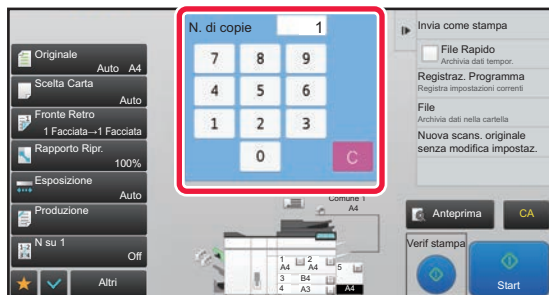 Originale
Auto A4
Scelta Carta
Auto
Fronte Retro
1 Facciata→1 Facciata
Rapporto Ripr.
100%
Esposizione
Auto
Produzione
N su 1
Off
Altri
N. di copie 1
7 8 9
4 5 6
1 2 3
0 C
Comune 1
A4
1 2
A4 A4 5
3 B4
4 A3 A4
Invia come stampa
File Rapido
Archivia dati tempor.
Registraz. Programma
Registra impostazioni correnti
File
Archivia dati nella cartella
Nuova scans. originale
senza modifica impostaz.
Anteprima CA
Verif stampa
Start